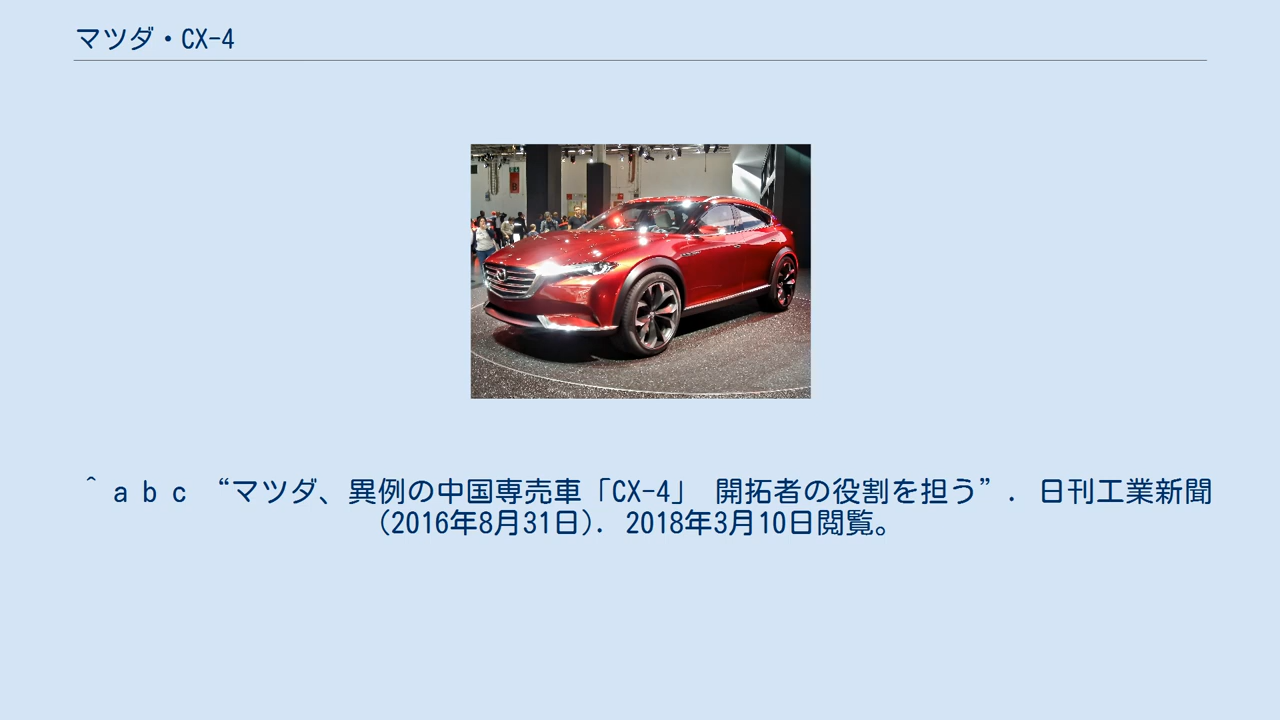 マツダ・CX-4
^ a b c “マツダ、異例の中国専売車「CX-4」 開拓者の役割を担う”. 日刊工業新聞
(2016年8月31日). 2018年3月10日閲覧。